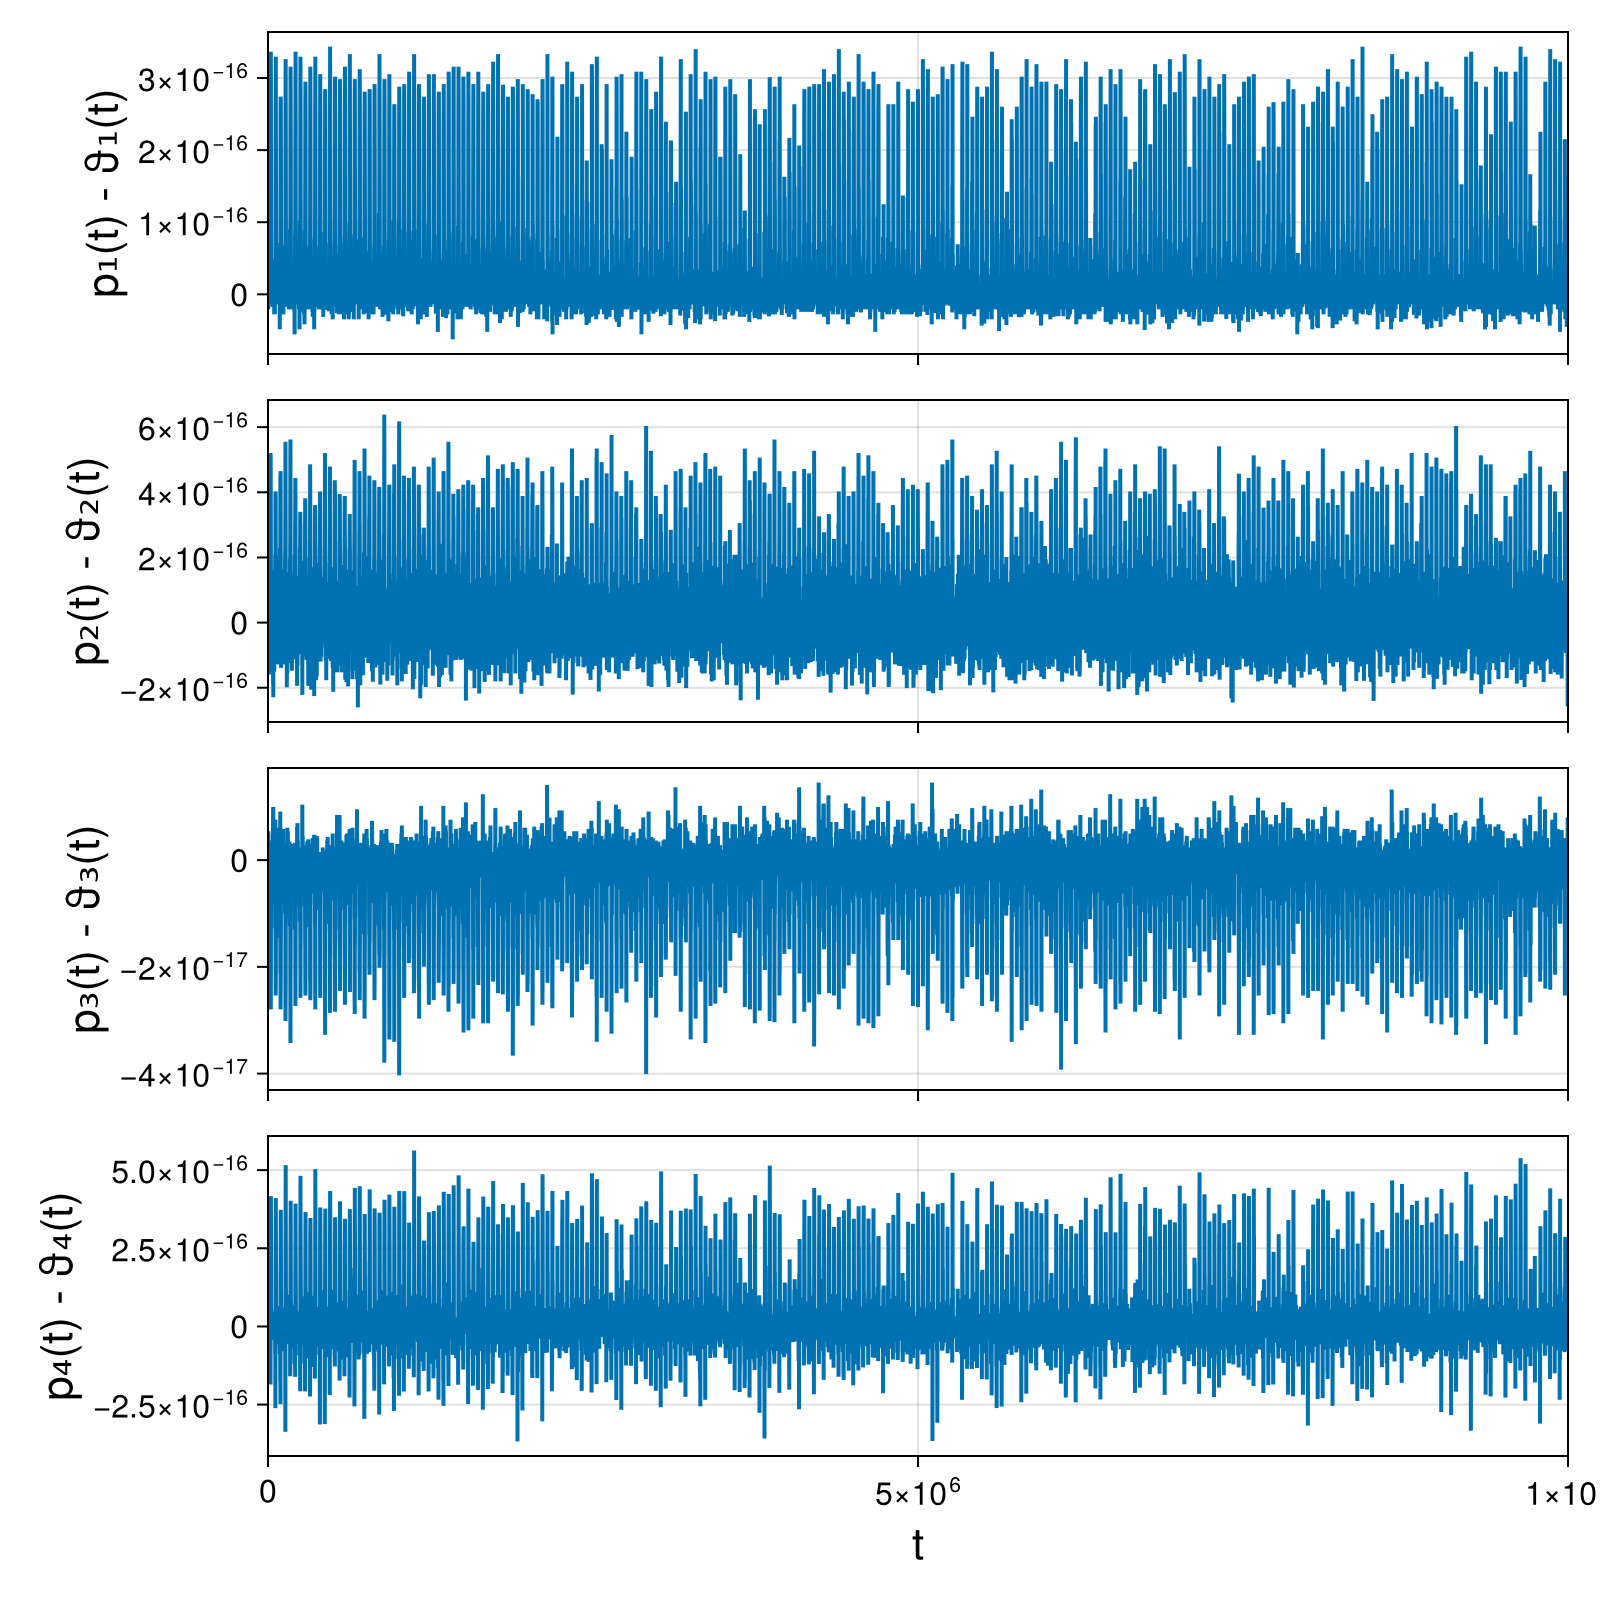 p₁(t) - ϑ₁(t)
3×10⁻¹⁶
2×10⁻¹⁶
1×10⁻¹⁶
0
p₂(t) - ϑ₂(t)
6×10⁻¹⁶
4×10⁻¹⁶
2×10⁻¹⁶
0
−2×10⁻¹⁶
p₃(t) - ϑ₃(t)
0
−2×10⁻¹⁷
−4×10⁻¹⁷
p₄(t) - ϑ₄(t)
5.0×10⁻¹⁶
2.5×10⁻¹⁶
0
−2.5×10⁻¹⁶
0 5×10⁶ 1×10
t